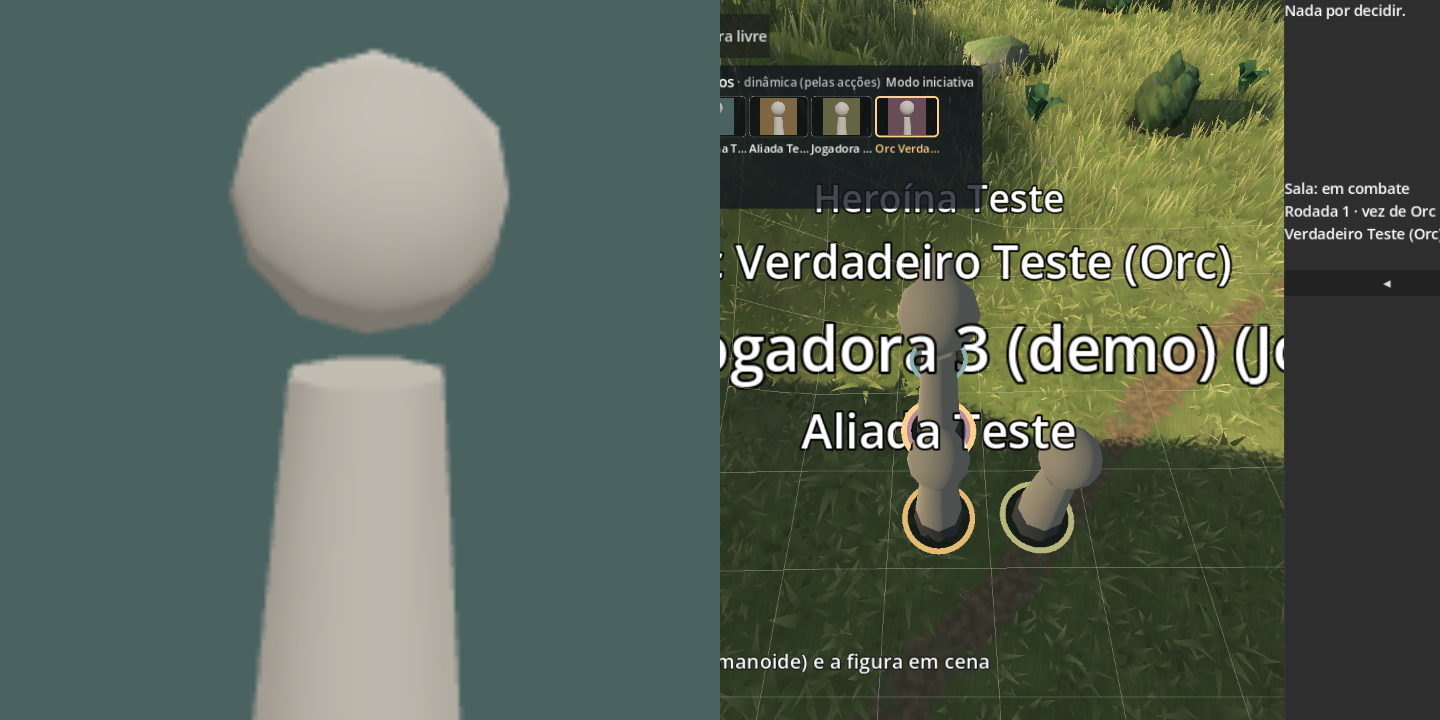 ra livre
os · dinâmica (pelas acções) Modo iniciativa
a T... Aliada Te... Jogadora ... Orc Verda...
Heroína Teste
Verdadeiro Teste (Orc)
ogadora 3 (demo) (Jo
Aliada Teste
manoide) e a figura em cena
Nada por decidir.
Sala: em combate
Rodada 1 · vez de Orc
Verdadeiro Teste (Orc)